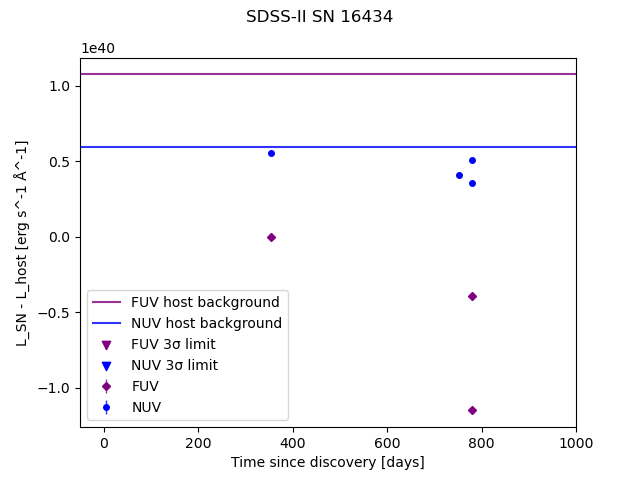 SDSS-II SN 16434
1e40
1.0
0.5
0.0
−0.5
−1.0
L_SN - L_host [erg s^-1 Å^-1]
FUV host background
NUV host background
FUV 3σ limit
NUV 3σ limit
FUV
NUV
0 200 400 600 800 1000
Time since discovery [days]